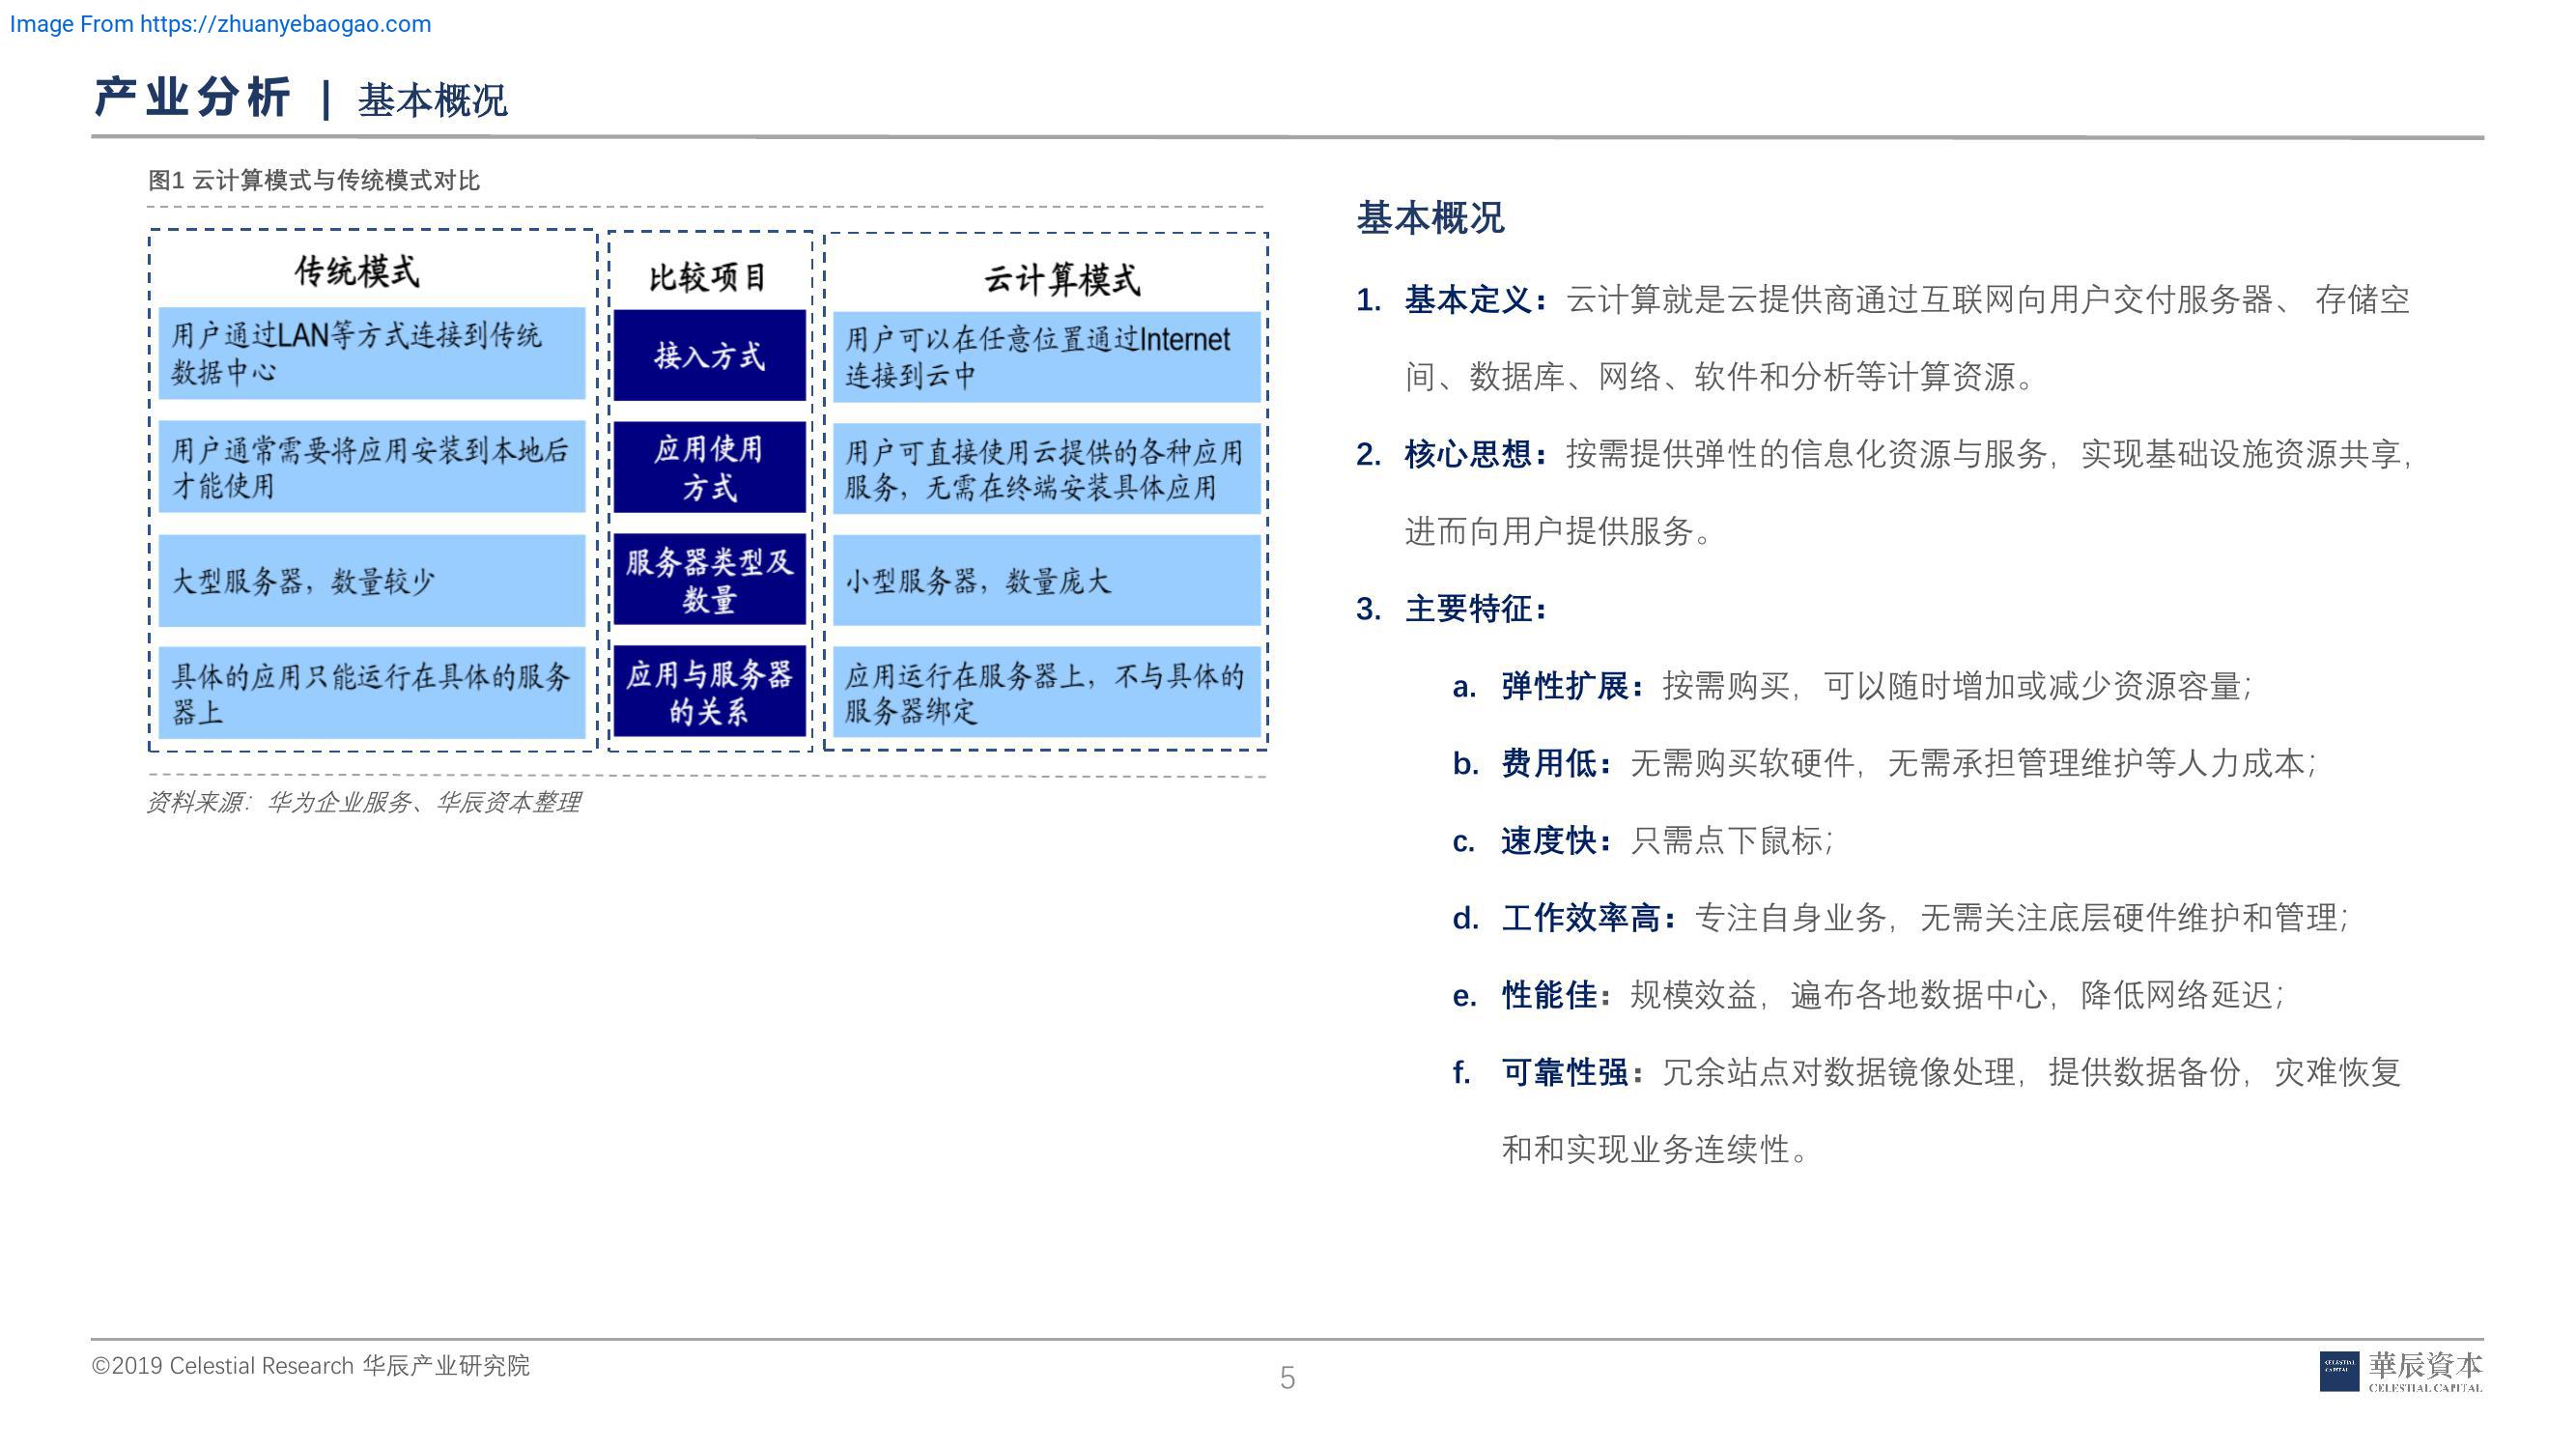 Image From https://zhuanyebaogao.com
产业分析 | 基本概况
图1 云计算模式与传统模式对比
传统模式
比较项目
云计算模式
用户通过LAN等方式连接到传统
数据中心
接入方式
用户可以在任意位置通过Internet
连接到云中
用户通常需要将应用安装到本地后
才能使用
应用使用
方式
用户可直接使用云提供的各种应用
服务，无需在终端安装具体应用
大型服务器，数量较少
服务器类型及
数量
小型服务器，数量庞大
具体的应用只能运行在具体的服务
器上
应用与服务器
的关系
应用运行在服务器上，不与具体的
服务器绑定
资料来源：华为企业服务、华辰资本整理
基本概况
1. 基本定义：云计算就是云提供商通过互联网向用户交付服务器、 存储空
间、数据库、网络、软件和分析等计算资源。
2. 核心思想：按需提供弹性的信息化资源与服务，实现基础设施资源共享，
进而向用户提供服务。
3. 主要特征：
a. 弹性扩展：按需购买，可以随时增加或减少资源容量；
b. 费用低：无需购买软硬件，无需承担管理维护等人力成本；
c. 速度快：只需点下鼠标；
d. 工作效率高：专注自身业务，无需关注底层硬件维护和管理；
e. 性能佳：规模效益，遍布各地数据中心，降低网络延迟；
f. 可靠性强：冗余站点对数据镜像处理，提供数据备份，灾难恢复
和和实现业务连续性。
©2019 Celestial Research 华辰产业研究院
5
CELESTIAL
CAPITAL
華辰資本
CELESTIAL CAPITAL